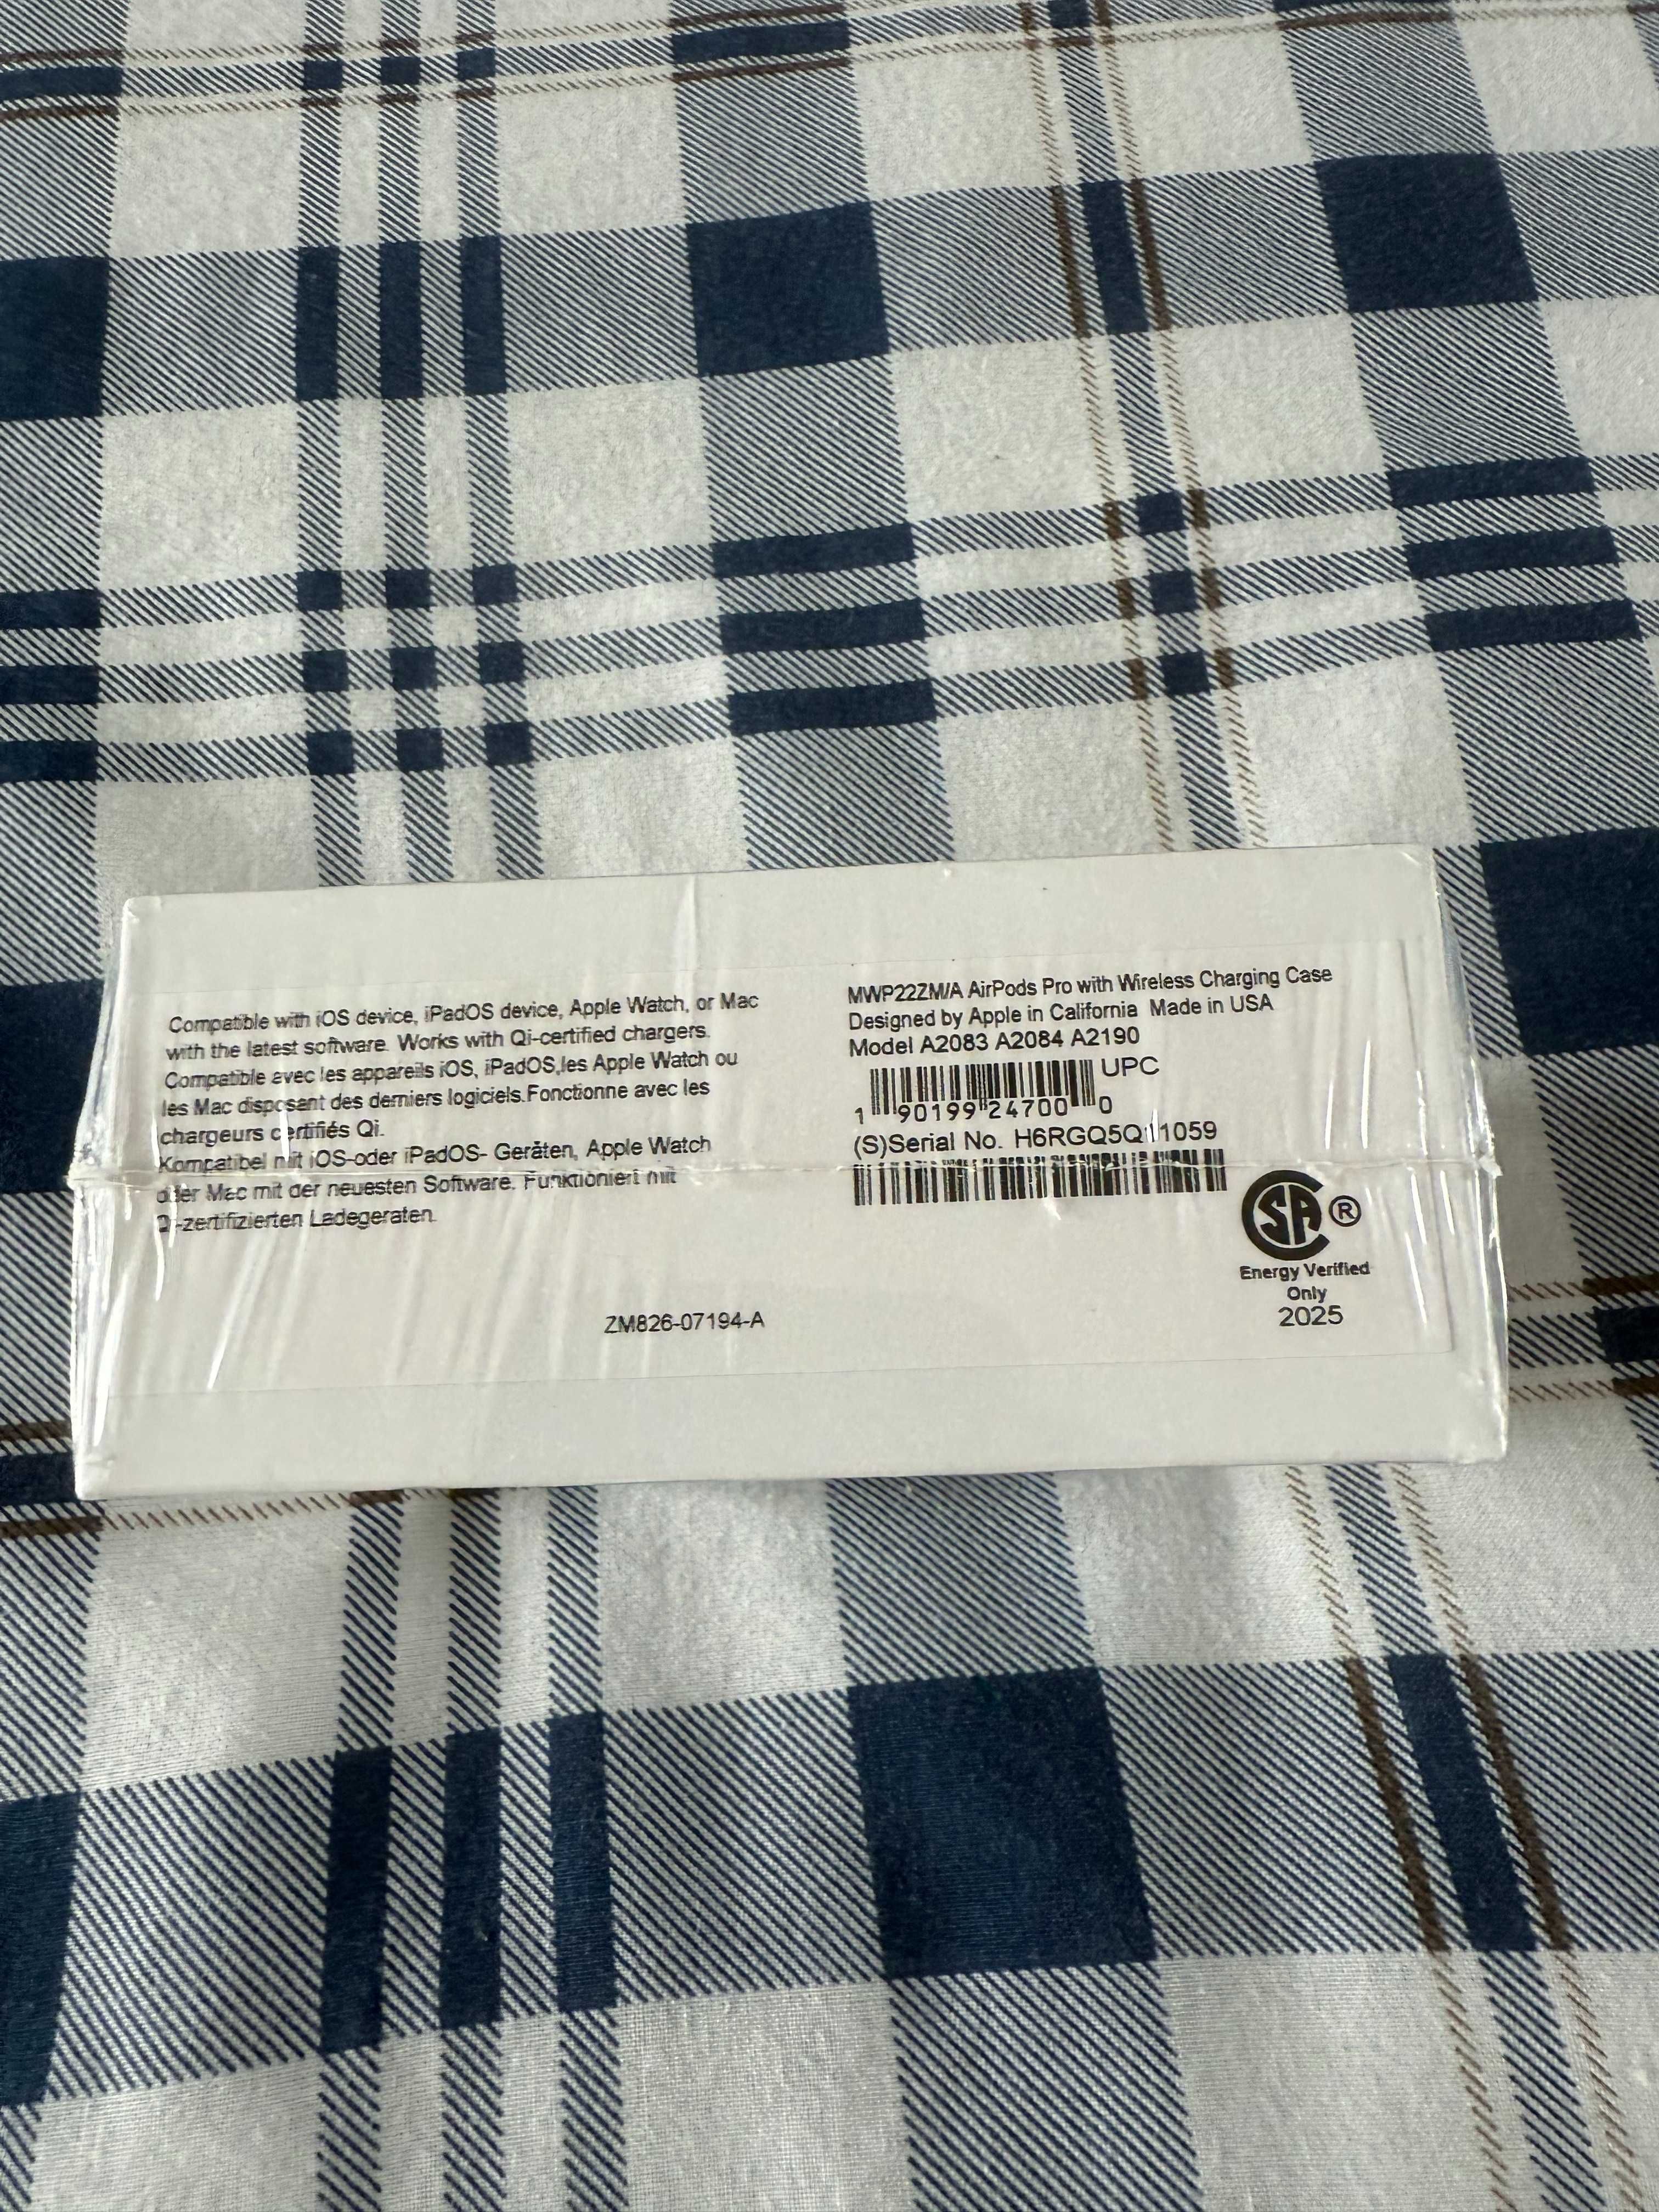 Compatible with iOS device, iPadOS device, Apple Watch, or Mac
with the latest software. Works with Qi-certified chargers.
Compatible avec les appareils iOS, iPadOS,les Apple Watch ou
les Mac disposant des derniers logiciels.Fonctionne avec les
chargeurs certifiés Qi.
Kompatibel mit iOS-oder iPadOS- Geräten, Apple Watch
oder Mac mit der neuesten Software. Funktioniert mit
Qi-zertifizierten Ladegeraten.
ZM826-07194-A
MWP22ZM/A AirPods Pro with Wireless Charging Case
Designed by Apple in California Made in USA
Model A2083 A2084 A2190
UPC
1 90199 24700 0
(S)Serial No. H6RGQ5Q11059
CSA ®
Energy Verified
Only
2025